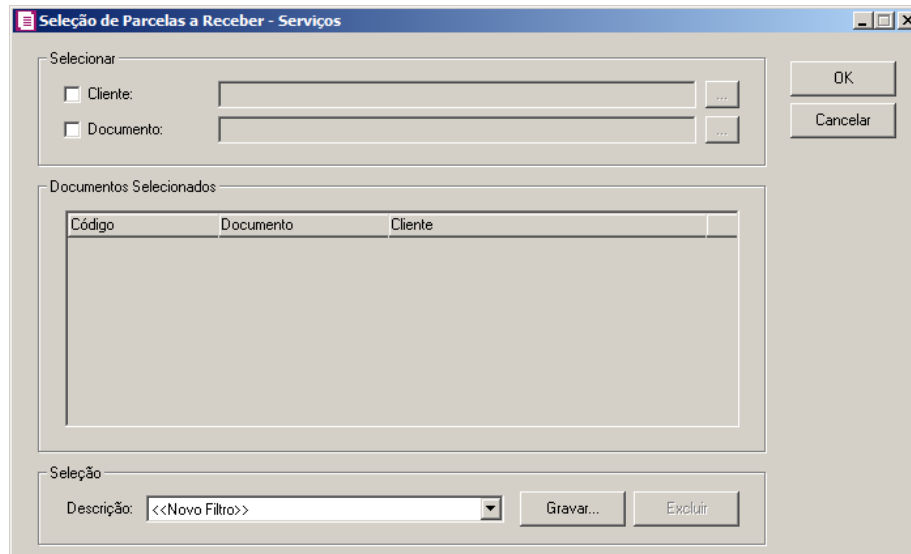 Seleção de Parcelas a Receber - Serviços
Selecionar
Cliente: ...
OK
Documento: ...
Cancelar
Documentos Selecionados
Código Documento Cliente
Seleção
Descrição: <<Novo Filtro>> Gravar... Excluir